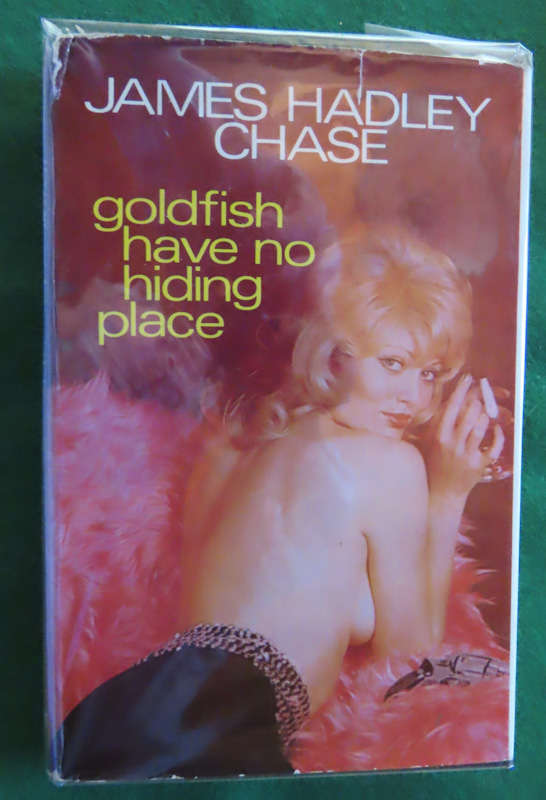 JAMES HADLEY
CHASE
goldfish
have no
hiding
place